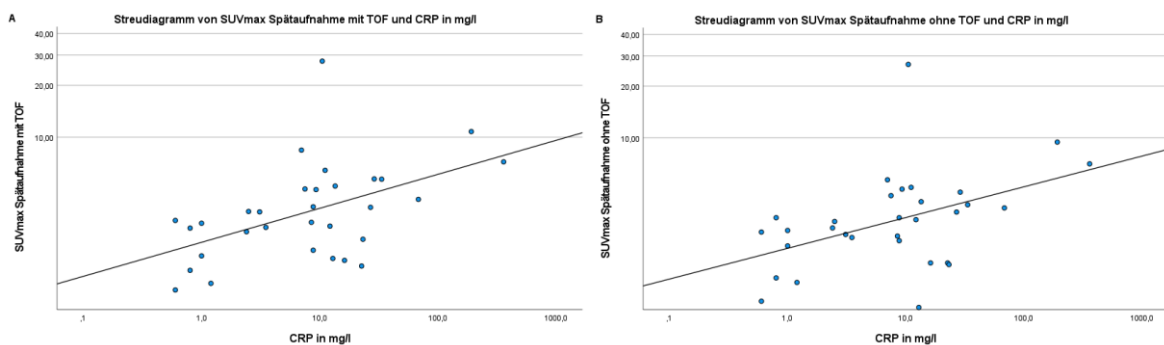 A
Streudiagramm von SUVmax Spätaufnahme mit TOF und CRP in mg/l
40,00
30,00
20,00
10,00
SUVmax Spätaufnahme mit TOF
,1
1,0
10,0
100,0
1000,0
CRP in mg/l
B
Streudiagramm von SUVmax Spätaufnahme ohne TOF und CRP in mg/l
40,00
30,00
20,00
10,00
SUVmax Spätaufnahme ohne TOF
,1
1,0
10,0
100,0
1000,0
CRP in mg/l